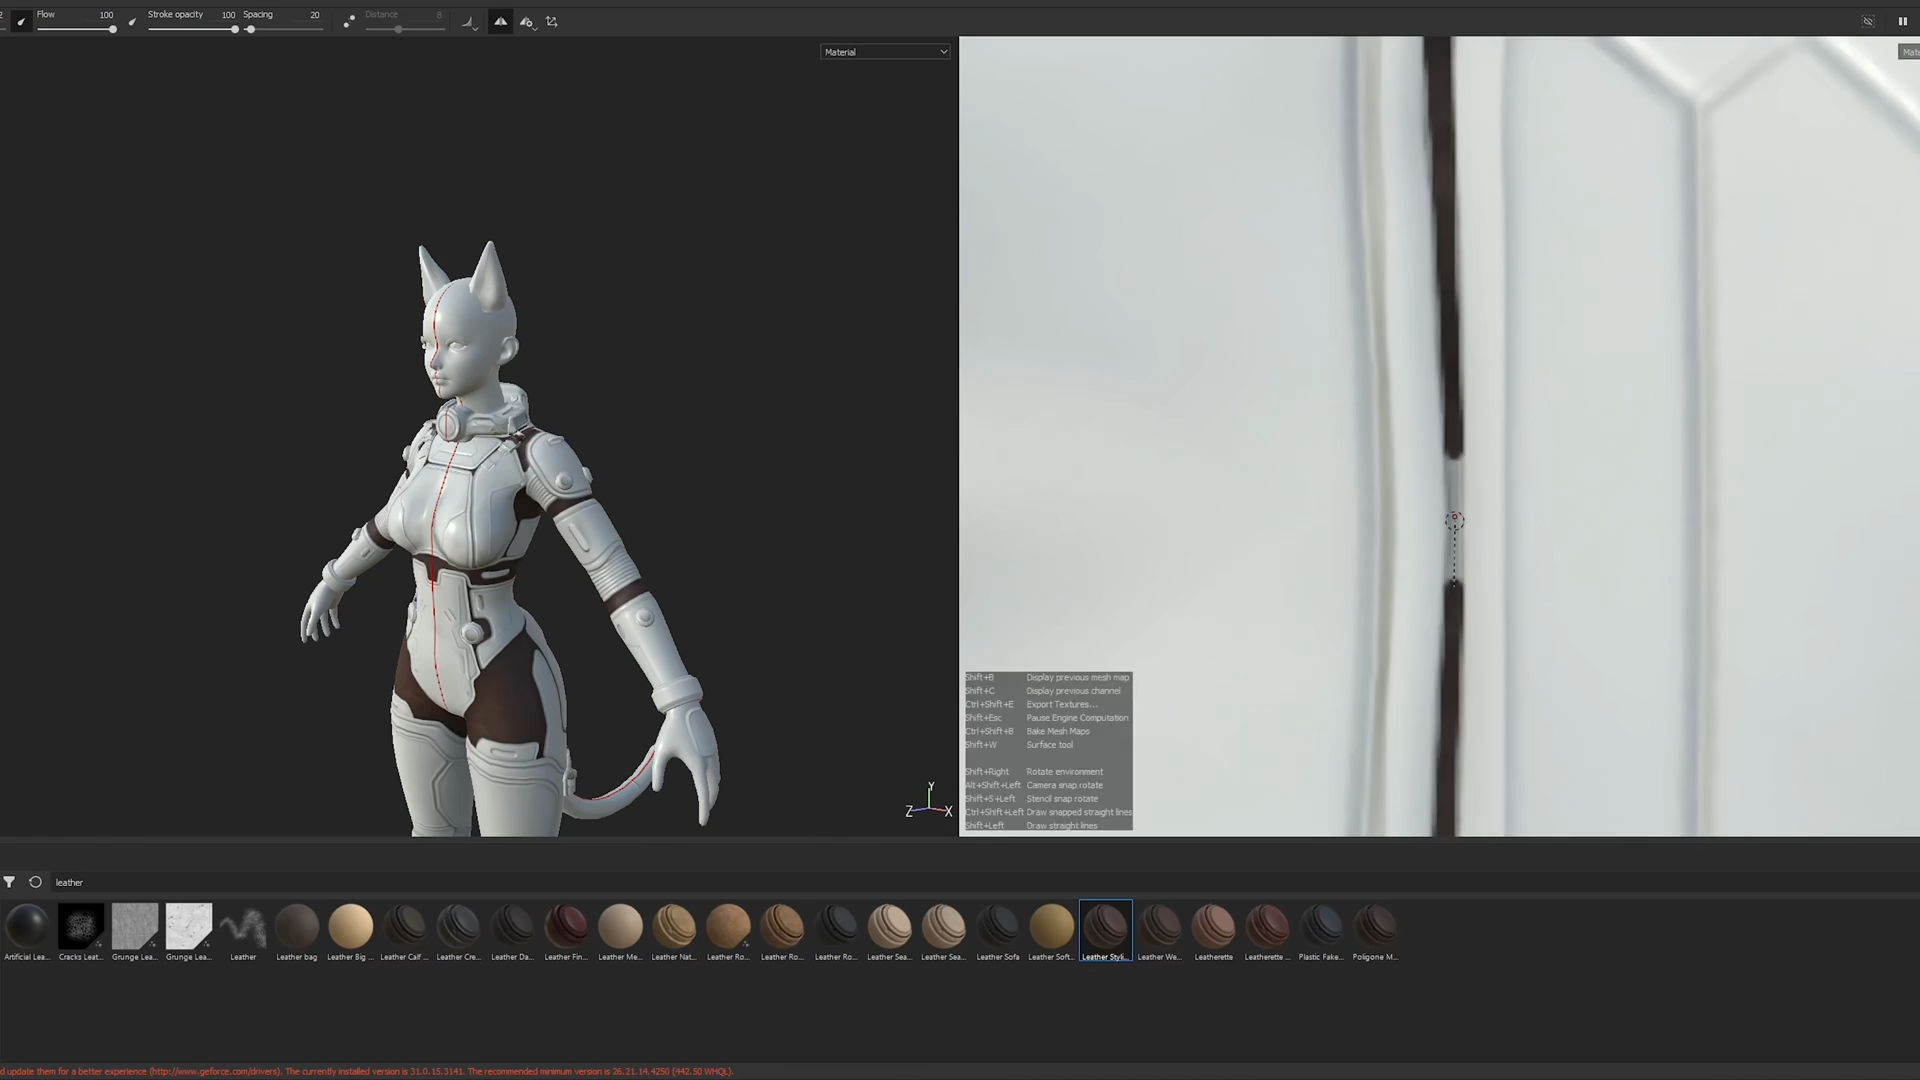 2 Flow 100 Stroke opacity 100 Spacing 20 Distance 8
Material
Mate
Shift+B Display previous mesh map
Shift+C Display previous channel
Ctrl+Shift+E Export Textures...
Shift+Esc Pause Engine Computation
Ctrl+Shift+B Bake Mesh Maps
Shift+W Surface tool
Shift+Right Rotate environment
Alt+Shift+Left Camera snap rotate
Shift+S+Left Stencil snap rotate
Ctrl+Shift+Left Draw snapped straight lines
Shift+Left Draw straight lines
Y
Z X
leather
Artificial Lea... Cracks Leat... Grunge Lea... Grunge Lea... Leather Leather bag Leather Big ... Leather Calf ... Leather Cre... Leather Da... Leather Fin... Leather Me... Leather Nat... Leather Ro... Leather Ro... Leather Ro... Leather Sea... Leather Sea... Leather Sofa Leather Soft... Leather Styli... Leather We... Leatherette Leatherette ... Plastic Fake... Poligone M...
d update them for a better experience (http://www.geforce.com/drivers). The currently installed version is 31.0.15.3141. The recommended minimum version is 26.21.14.4250 (442.50 WHQL).